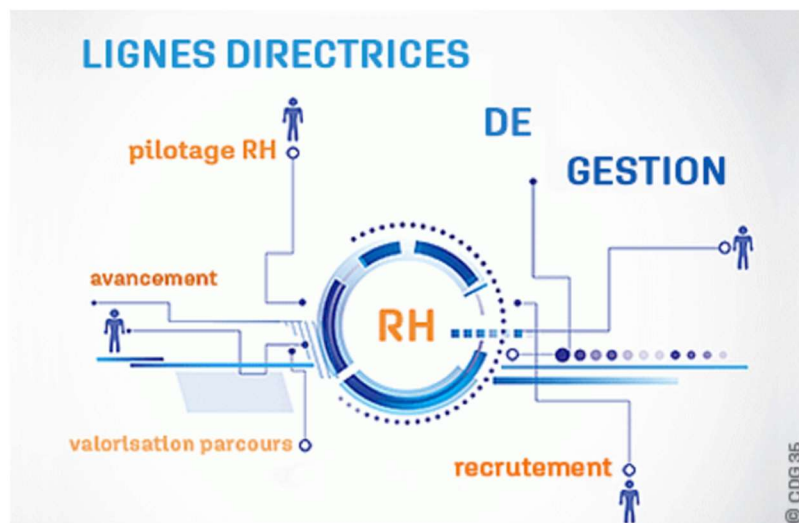 LIGNES DIRECTRICES
DE
GESTION
pilotage RH
avancement
RH
valorisation parcours
recrutement
© CDG 35